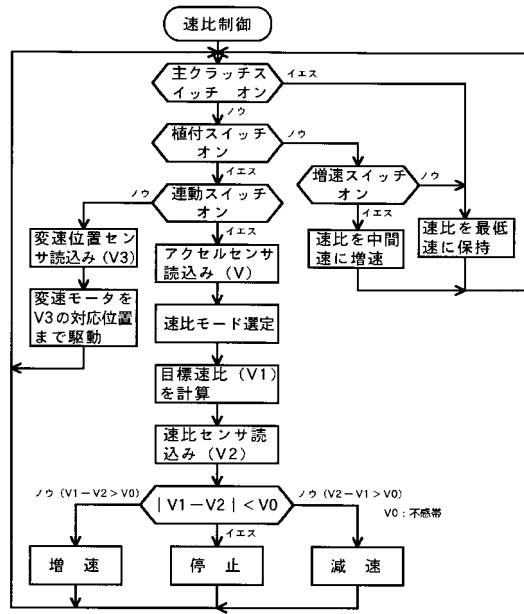 速比制御
主クラッチス
イッチ オン
イエス
ノウ
植付スイッチ
オン
ノウ
イエス
増速スイッチ
オン
ノウ
イエス
ノウ
連動スイッチ
オン
イエス
変速位置セン
サ読込み(V3)
アクセルセンサ
読込み(V)
速比を中間
速に増速
速比を最低
速に保持
変速モータを
V3の対応位置
まで駆動
速比モード選定
目標速比(V1)
を計算
速比センサ読
込み(V2)
ノウ(V1−V2>V0)
|V1−V2|<V0
ノウ(V2−V1>V0)
V0:不感帯
イエス
増 速
停 止
減 速